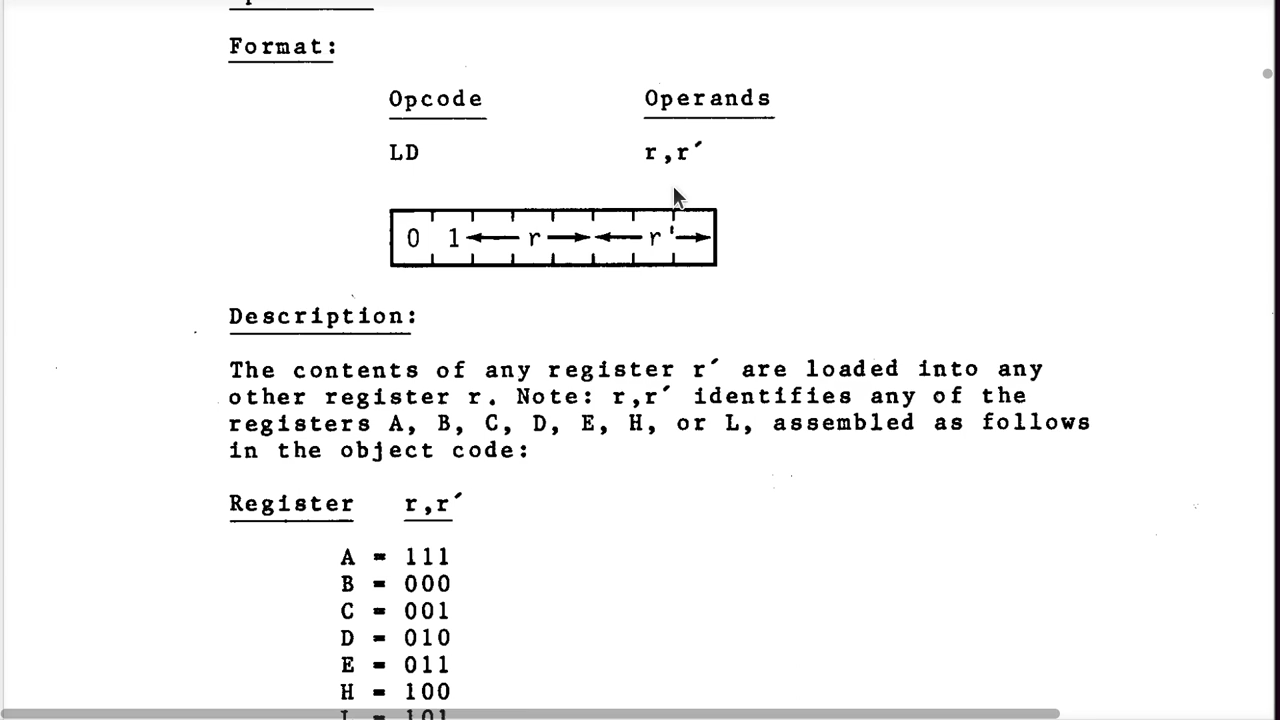 Format:
Opcode Operands
LD r,r´
0 1 r r'
Description:
The contents of any register r´ are loaded into any
other register r. Note: r,r´ identifies any of the
registers A, B, C, D, E, H, or L, assembled as follows
in the object code:
Register r,r´
A = 111
B = 000
C = 001
D = 010
E = 011
H = 100
L = 101